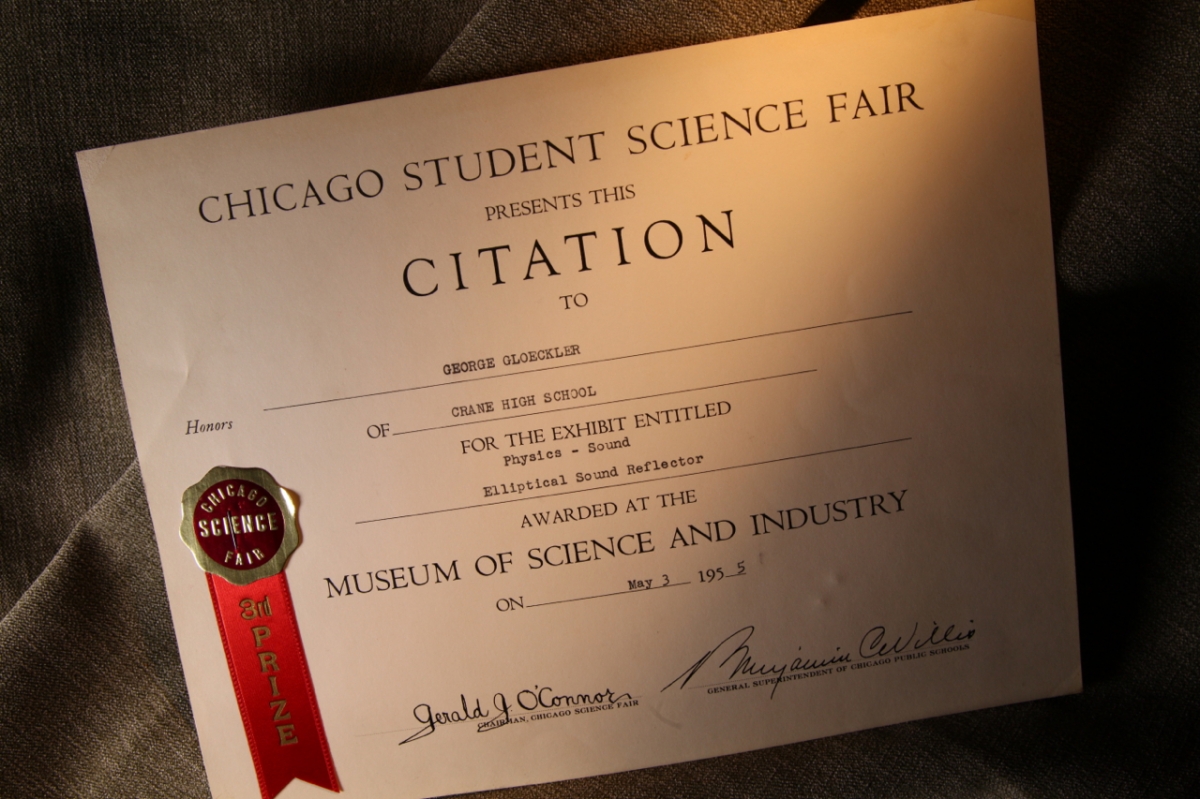 CHICAGO STUDENT SCIENCE FAIR
PRESENTS THIS
CITATION
TO
GEORGE GLOECKLER
Honors
OF CRANE HIGH SCHOOL
FOR THE EXHIBIT ENTITLED
Physics - Sound
Elliptical Sound Reflector
AWARDED AT THE
MUSEUM OF SCIENCE AND INDUSTRY
ON May 3 1955
CHICAGO
SCIENCE
FAIR
3rd
PRIZE
Gerald J. O'Connor
CHAIRMAN, CHICAGO SCIENCE FAIR
Benjamin C Willis
GENERAL SUPERINTENDENT OF CHICAGO PUBLIC SCHOOLS